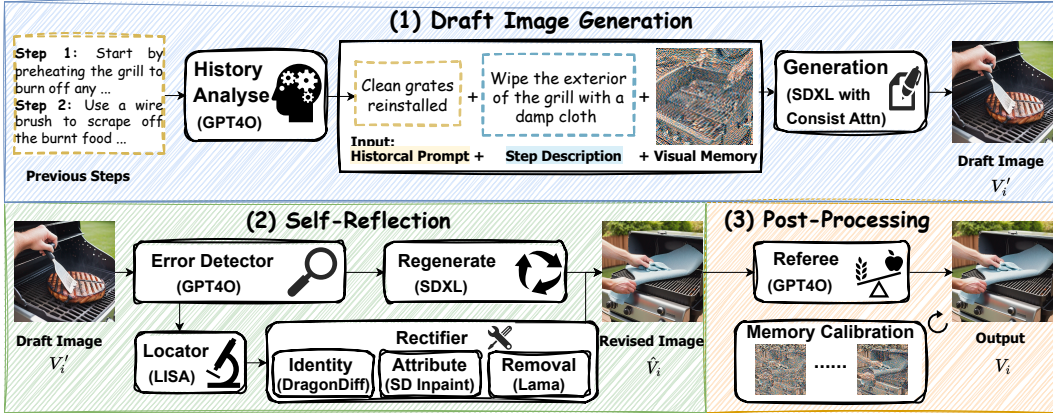 (1) Draft Image Generation
Step 1: Start by
preheating the grill to
burn off any ...
Step 2: Use a wire
brush to scrape off
the burnt food ...
Previous Steps
History
Analyse
(GPT4O)
Clean grates
reinstalled
+
Wipe the exterior
of the grill with a
damp cloth
+
Input:
Historcal Prompt + Step Description + Visual Memory
Generation
(SDXL with
Consist Attn)
Draft Image
V′i
(2) Self-Reflection
Draft Image
V′i
Error Detector
(GPT4O)
Regenerate
(SDXL)
Locator
(LISA)
Rectifier
Identity
(DragonDiff)
Attribute
(SD Inpaint)
Removal
(Lama)
Revised Image
V̂i
(3) Post-Processing
Referee
(GPT4O)
Memory Calibration
......
Output
Vi